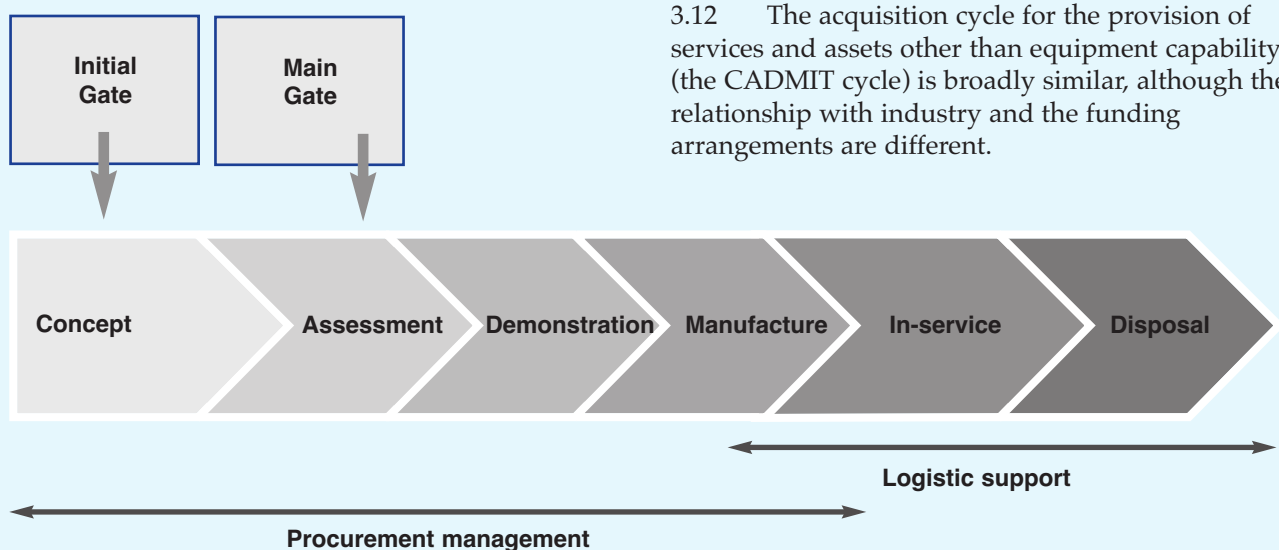 3.12 The acquisition cycle for the provision of
services and assets other than equipment capability
(the CADMIT cycle) is broadly similar, although the
relationship with industry and the funding
arrangements are different.
Initial
Gate
Main
Gate
Concept
Assessment
Demonstration
Manufacture
In-service
Disposal
Logistic support
Procurement management